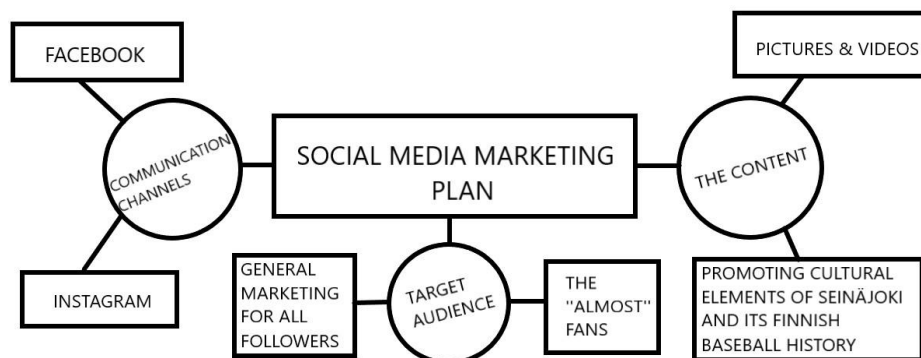 FACEBOOK
PICTURES & VIDEOS
COMMUNICATION
CHANNELS
SOCIAL MEDIA MARKETING
PLAN
THE CONTENT
INSTAGRAM
GENERAL
MARKETING
FOR ALL
FOLLOWERS
TARGET
AUDIENCE
THE
"ALMOST"
FANS
PROMOTING CULTURAL
ELEMENTS OF SEINÄJOKI
AND ITS FINNISH
BASEBALL HISTORY